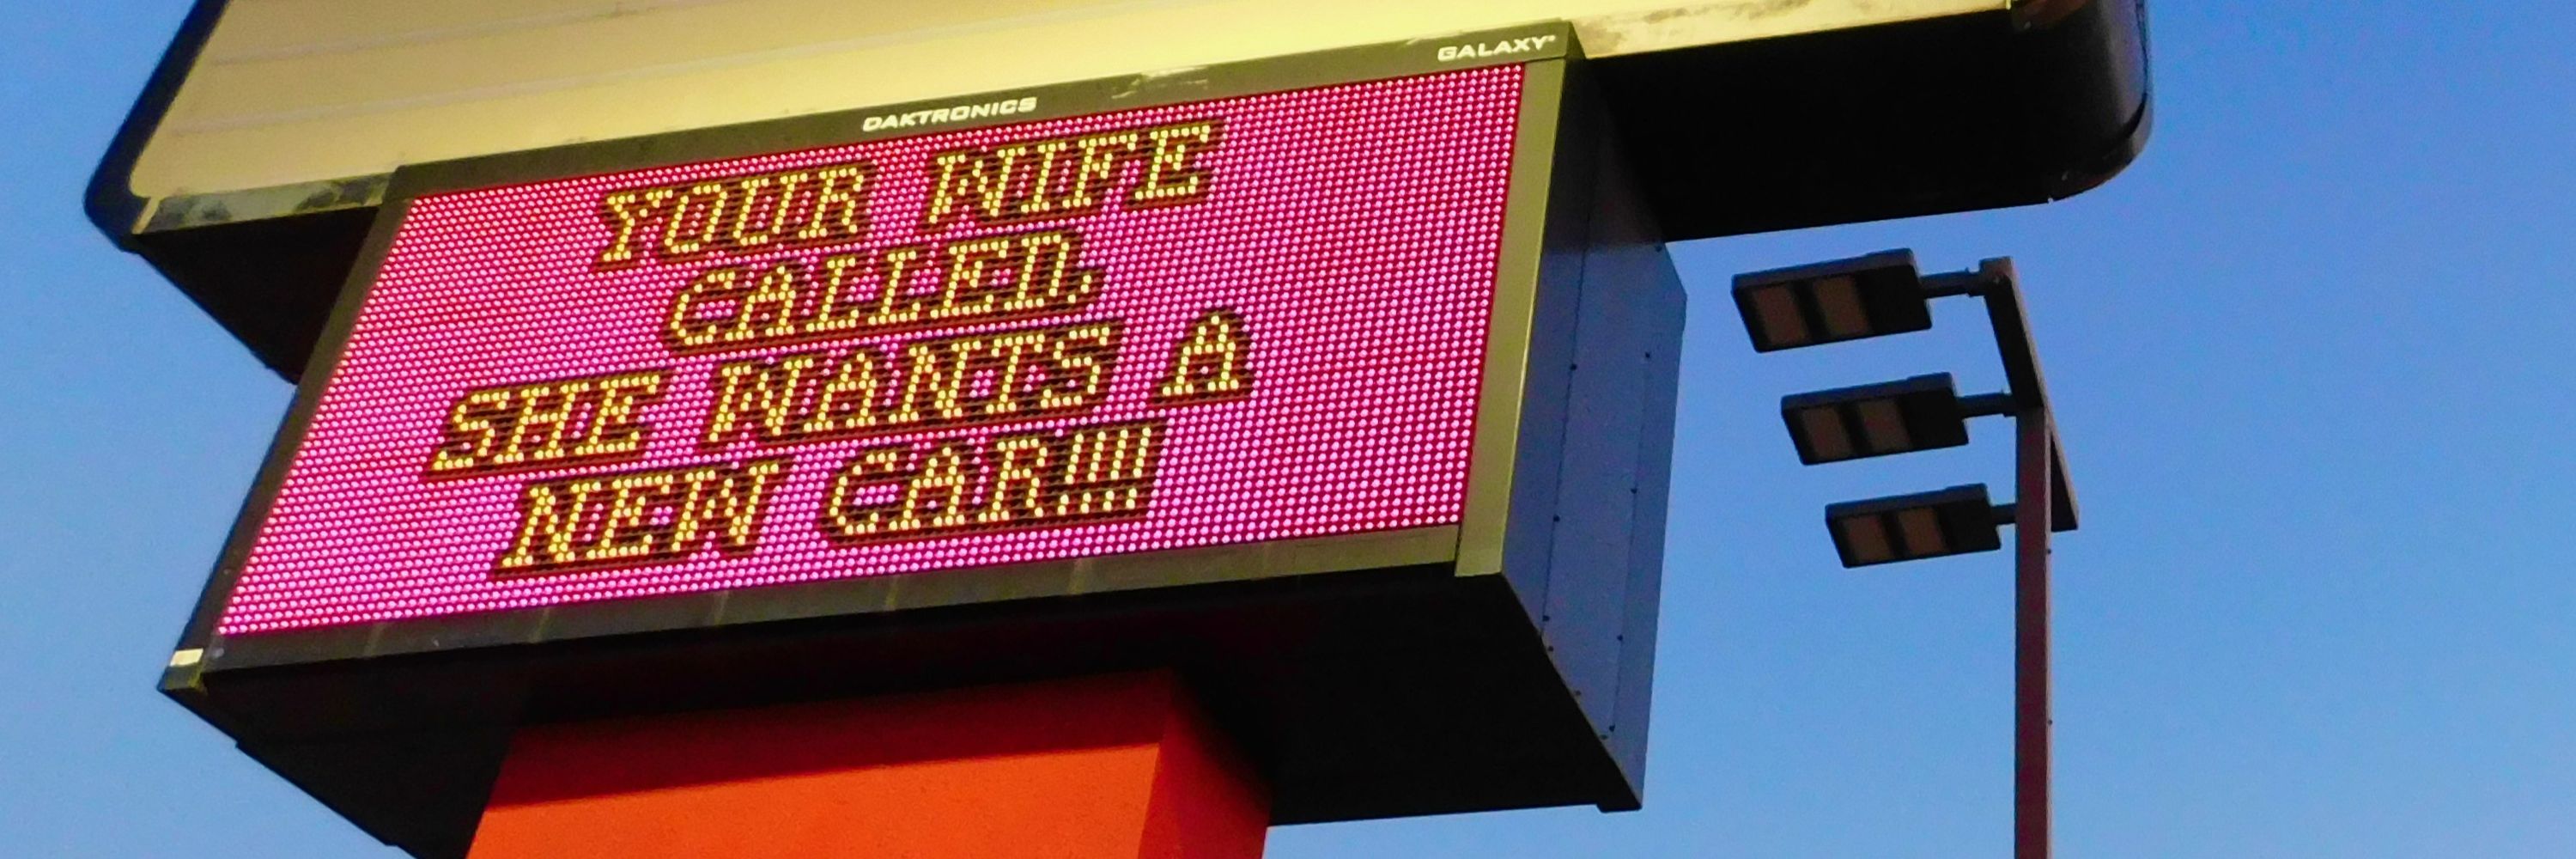 GALAXY®
DAKTRONICS
YOUR WIFE
CALLED
SHE WANTS A
NEW CAR!!!